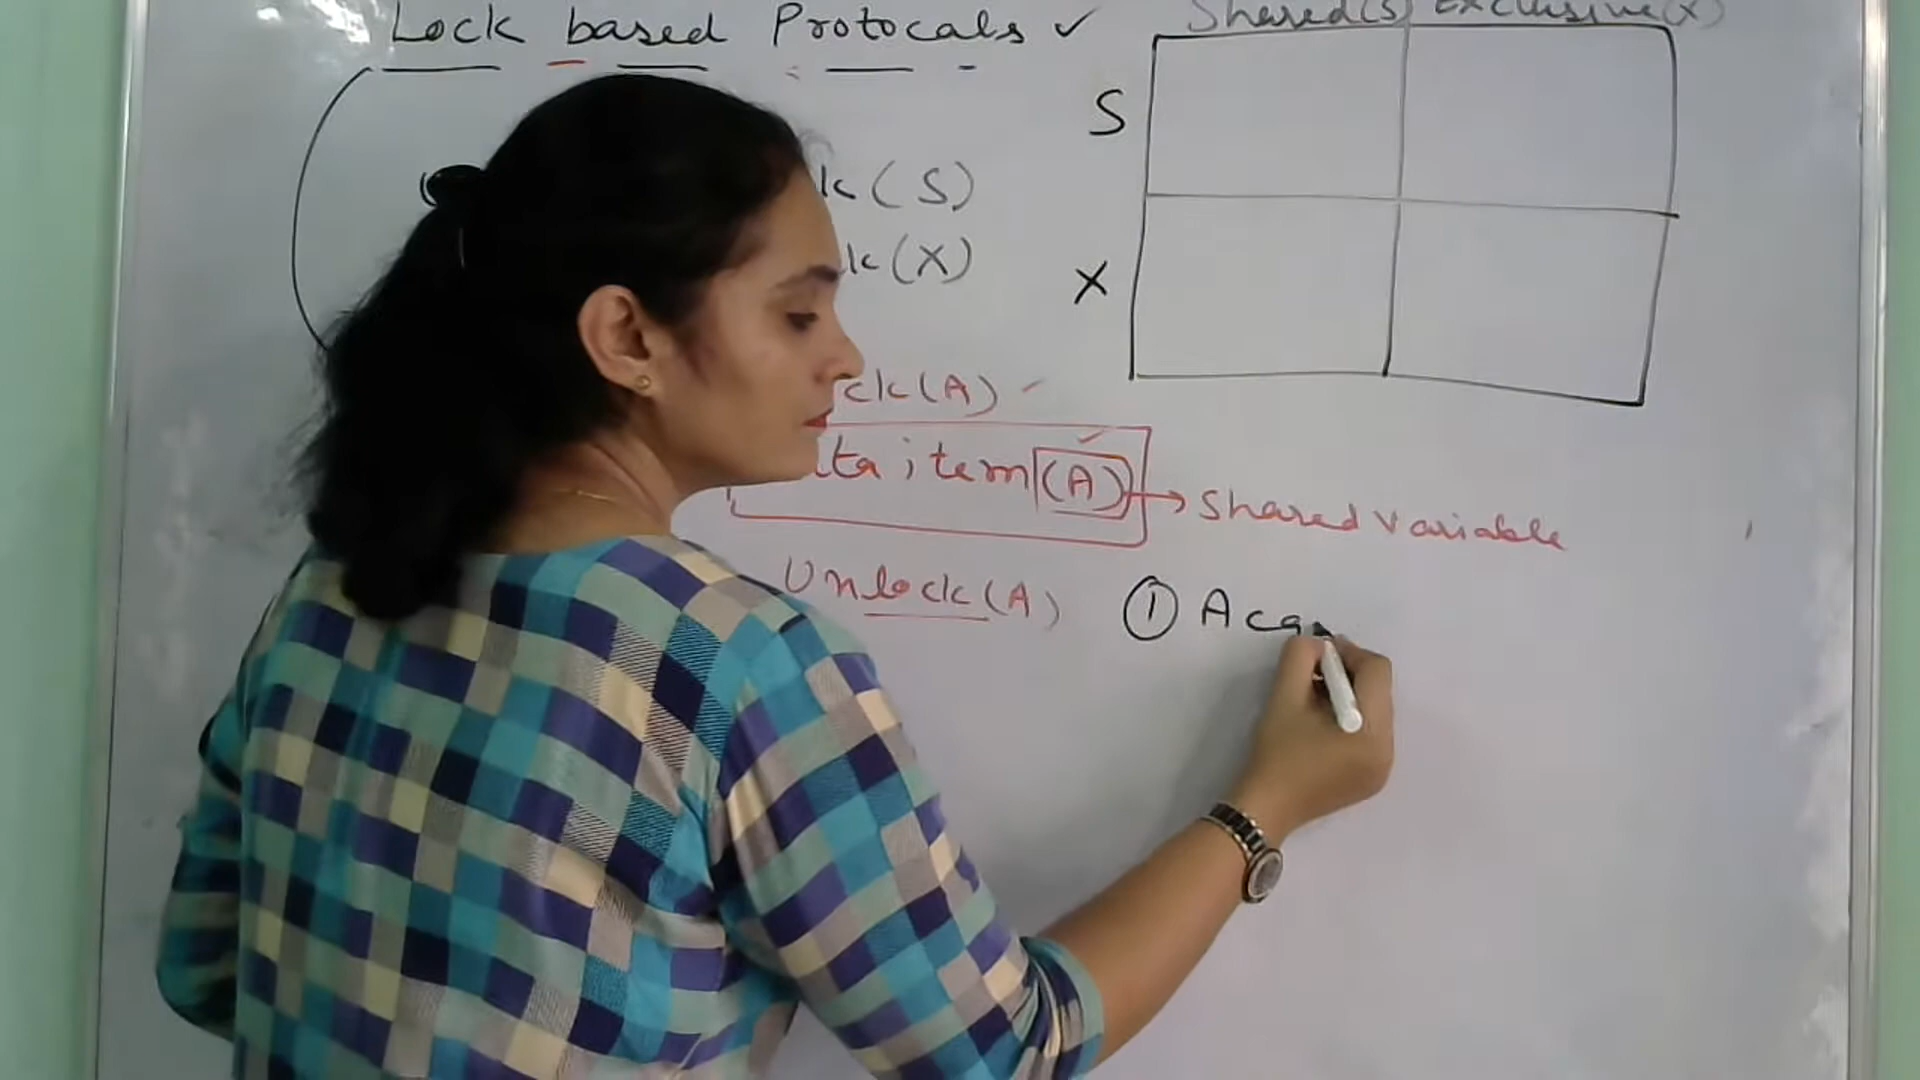 Lock based Protocals ✓
Shared(S) Exclusive(X)
S
k(S)
k(X)
X
ck(A)
ta item (A) → Shared Variable
Unlock(A)
① Acq